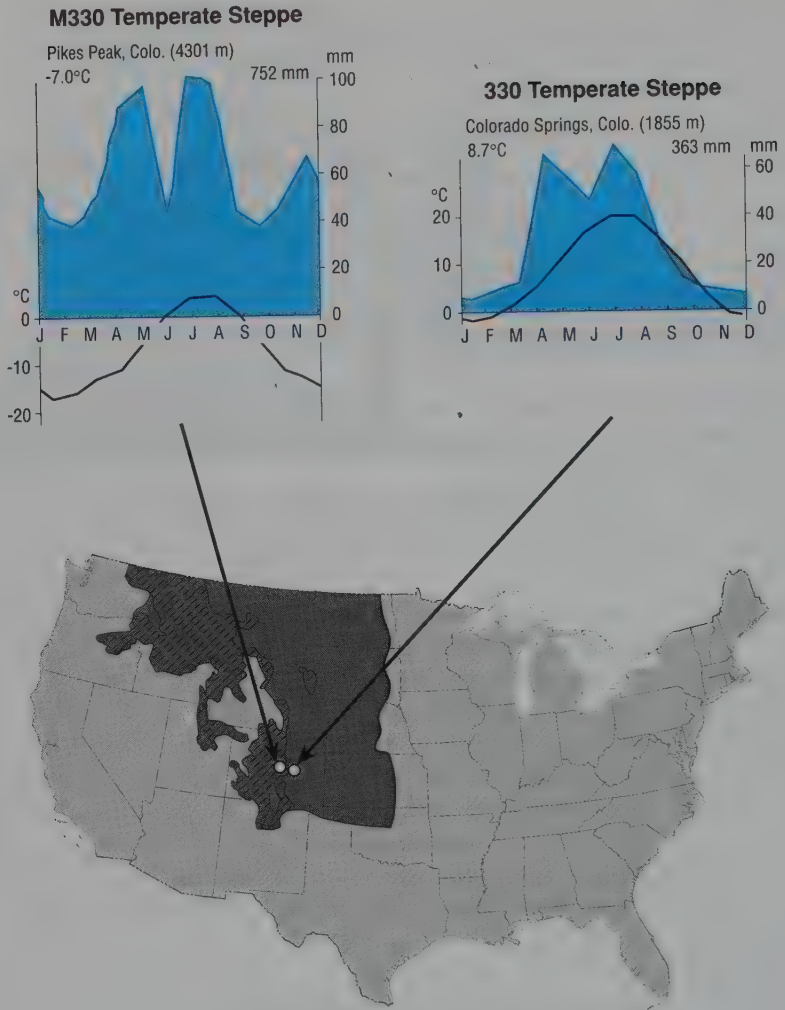 M330 Temperate Steppe
Pikes Peak, Colo. (4301 m)
-7.0°C 752 mm
mm
100
80
60
40
20
0
°C
0
-10
-20
J F M A M J J A S O N D
330 Temperate Steppe
Colorado Springs, Colo. (1855 m)
8.7°C 363 mm
mm
60
40
20
0
°C
20
10
0
J F M A M J J A S O N D